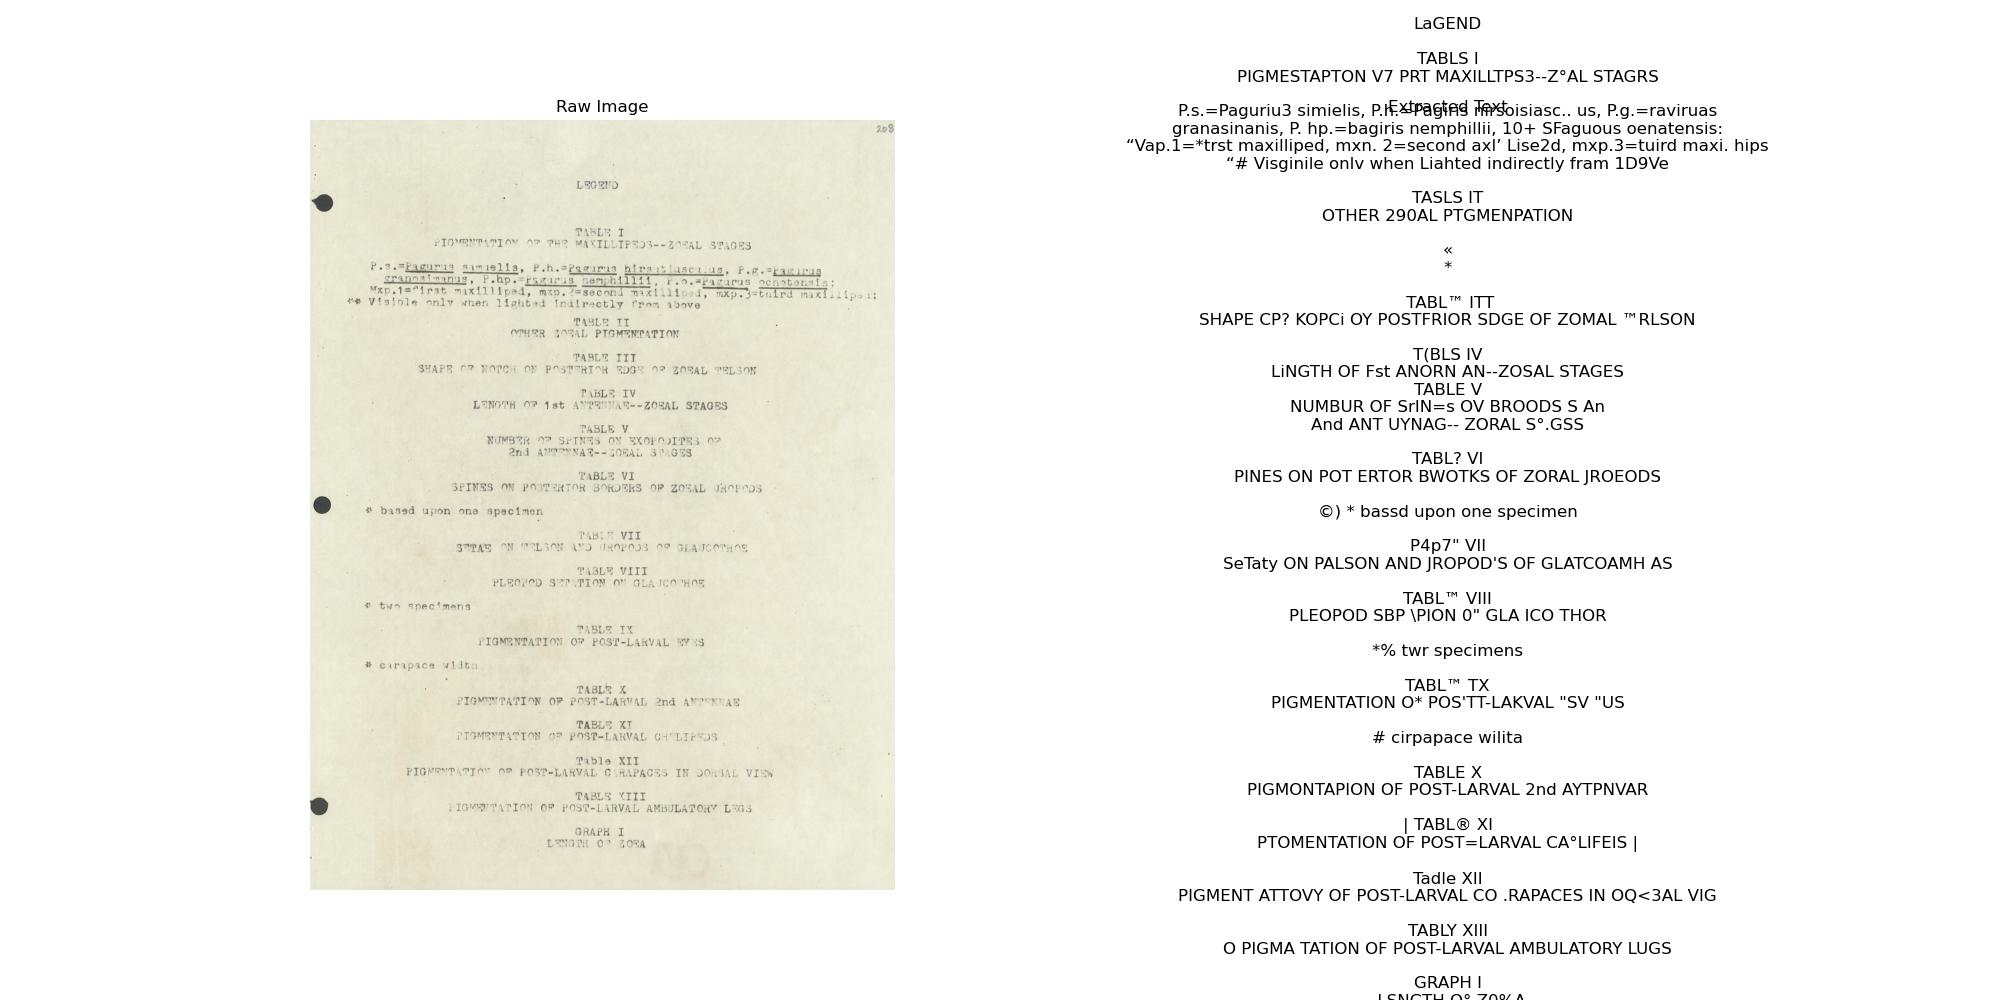 Raw Image
208
LEGEND
TABLE I
PIGMENTATION OF THE MAXILLIPEDS--ZOEAL STAGES
P.s.=Pagurus samuelis, P.h.=Pagurus hirsutiusculus, P.g.=Pagurus
granosimanus, P.hp.=Pagurus hemphillii, P.o.=Pagurus ochotensis;
Mxp.1=first maxilliped, mxp.2=second maxilliped, mxp.3=third maxilliped;
** Visible only when lighted indirectly from above
TABLE II
OTHER ZOEAL PIGMENTATION
TABLE III
SHAPE OF NOTCH ON POSTERIOR EDGE OF ZOEAL TELSON
TABLE IV
LENGTH OF 1st ANTENNAE--ZOEAL STAGES
TABLE V
NUMBER OF SPINES ON EXOPODITES OF
2nd ANTENNAE--ZOEAL STAGES
TABLE VI
SPINES ON POSTERIOR BORDERS OF ZOEAL UROPODS
* based upon one specimen
TABLE VII
SETAE ON TELSON AND UROPODS OF GLAUCOTHOE
TABLE VIII
PLEOPOD SETATION ON GLAUCOTHOE
* two specimens
TABLE IX
PIGMENTATION OF POST-LARVAL EYES
* carapace width
TABLE X
PIGMENTATION OF POST-LARVAL 2nd ANTENNAE
TABLE XI
PIGMENTATION OF POST-LARVAL CHELIPEDS
Table XII
PIGMENTATION OF POST-LARVAL CARAPACES IN DORSAL VIEW
TABLE XIII
PIGMENTATION OF POST-LARVAL AMBULATORY LEGS
GRAPH I
LENGTH OF ZOEA
LaGEND
TABLS I
PIGMESTAPTON V7 PRT MAXILLTPS3--Z°AL STAGRS
Extracted Text
P.s.=Paguriu3 simielis, P.h.=Pagiris hirsoisiasc.. us, P.g.=raviruas
granasinanis, P. hp.=bagiris nemphillii, 10+ SFaguous oenatensis:
“Vap.1=*trst maxilliped, mxn. 2=second axl’ Lise2d, mxp.3=tuird maxi. hips
“# Visginile onlv when Liahted indirectly fram 1D9Ve
TASLS IT
OTHER 290AL PTGMENPATION
«
*
TABL™ ITT
SHAPE CP? KOPCi OY POSTFRIOR SDGE OF ZOMAL ™RLSON
T(BLS IV
LiNGTH OF Fst ANORN AN--ZOSAL STAGES
TABLE V
NUMBUR OF SrIN=s OV BROODS S An
And ANT UYNAG-- ZORAL S°.GSS
TABL? VI
PINES ON POT ERTOR BWOTKS OF ZORAL JROEODS
©) * bassd upon one specimen
P4p7" VII
SeTaty ON PALSON AND JROPOD'S OF GLATCOAMH AS
TABL™ VIII
PLEOPOD SBP \PION 0" GLA ICO THOR
*% twr specimens
TABL™ TX
PIGMENTATION O* POS'TT-LAKVAL "SV "US
# cirpapace wilita
TABLE X
PIGMONTAPION OF POST-LARVAL 2nd AYTPNVAR
| TABL® XI
PTOMENTATION OF POST=LARVAL CA°LIFEIS |
Tadle XII
PIGMENT ATTOVY OF POST-LARVAL CO .RAPACES IN OQ<3AL VIG
TABLY XIII
O PIGMA TATION OF POST-LARVAL AMBULATORY LUGS
GRAPH I